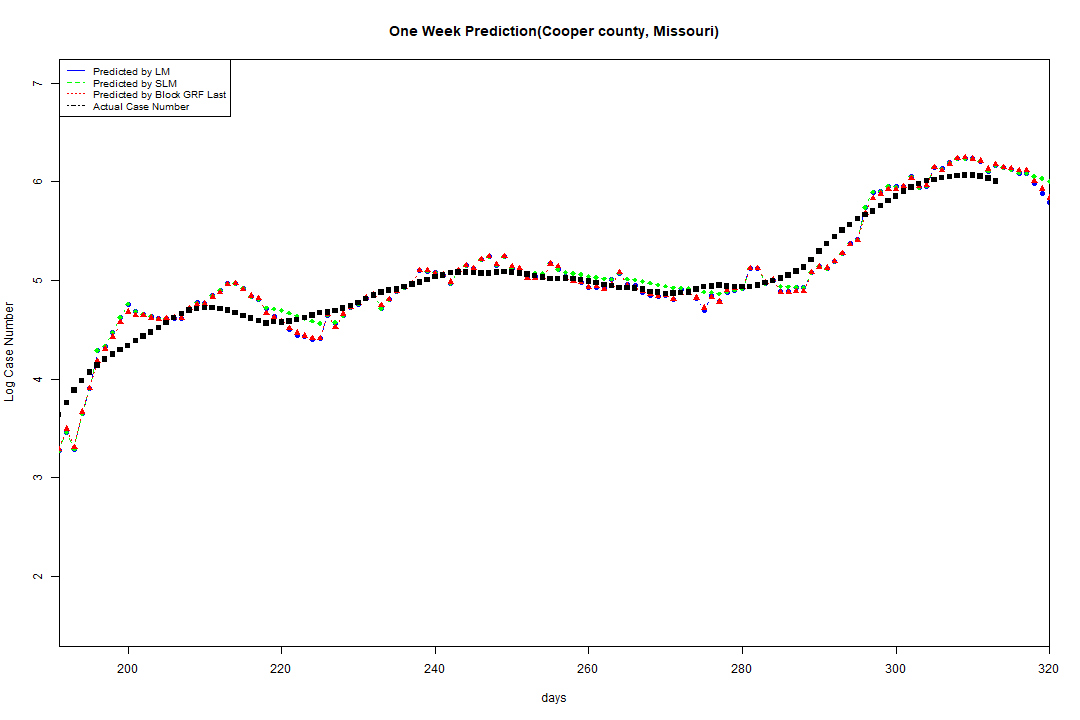 One Week Prediction(Cooper county, Missouri)
Predicted by LM
Predicted by SLM
Predicted by Block GRF Last
Actual Case Number
7
6
5
4
3
2
Log Case Number
200 220 240 260 280 300 320
days